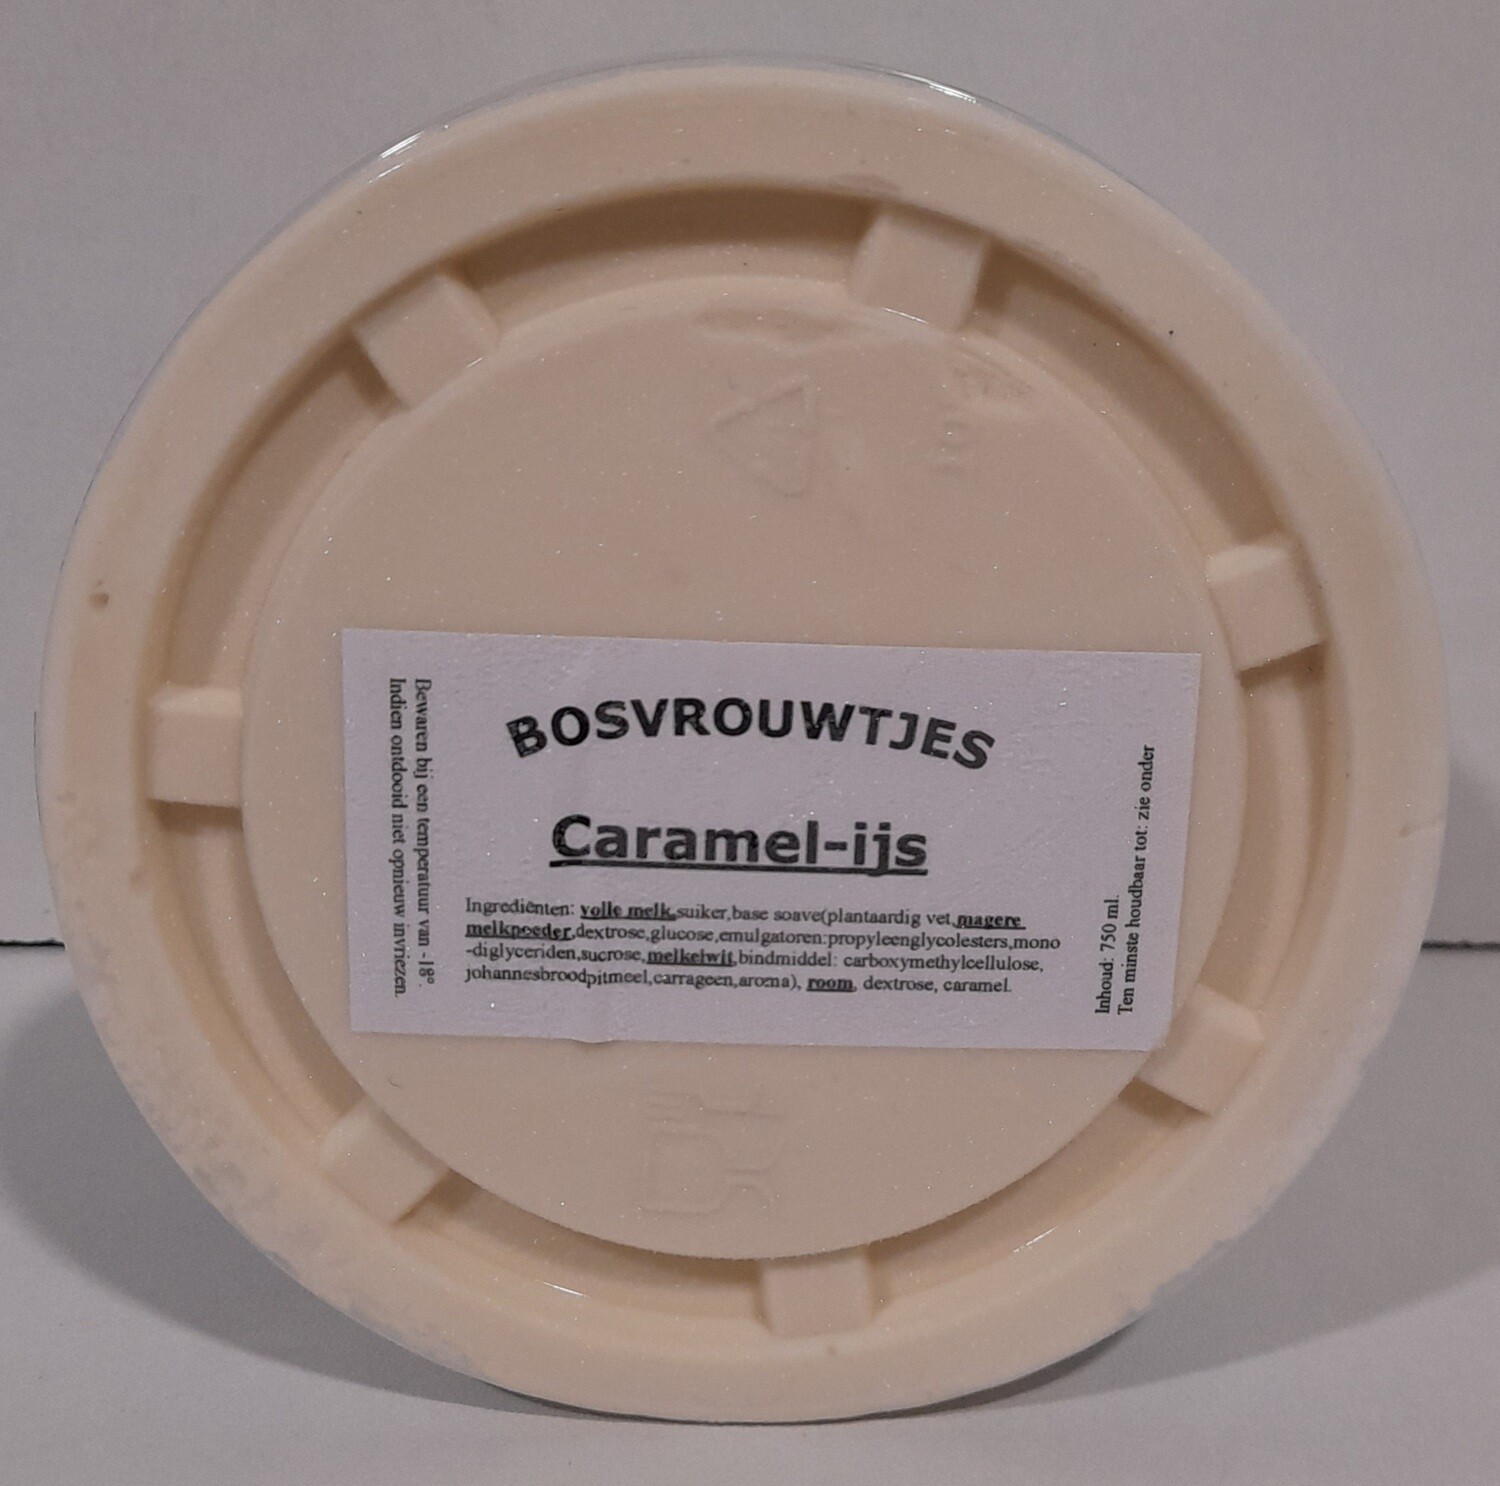 BOSVROUWTJES
Caramel-ijs
Ingrediënten: volle melk,suiker,base soave(plantaardig vet,magere
melkpoeder,dextrose,glucose,emulgatoren:propyleenglycolesters,mono
-diglyceriden,sucrose,melkeiwit,bindmiddel: carboxymethylcellulose,
johannesbroodpitmeel,carrageen,aroma), room, dextrose, caramel.
Bewaren bij een temperatuur van -18°.
Indien ontdooid niet opnieuw invriezen.
Inhoud: 750 ml.
Ten minste houdbaar tot: zie onder